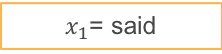 𝑥₁= said